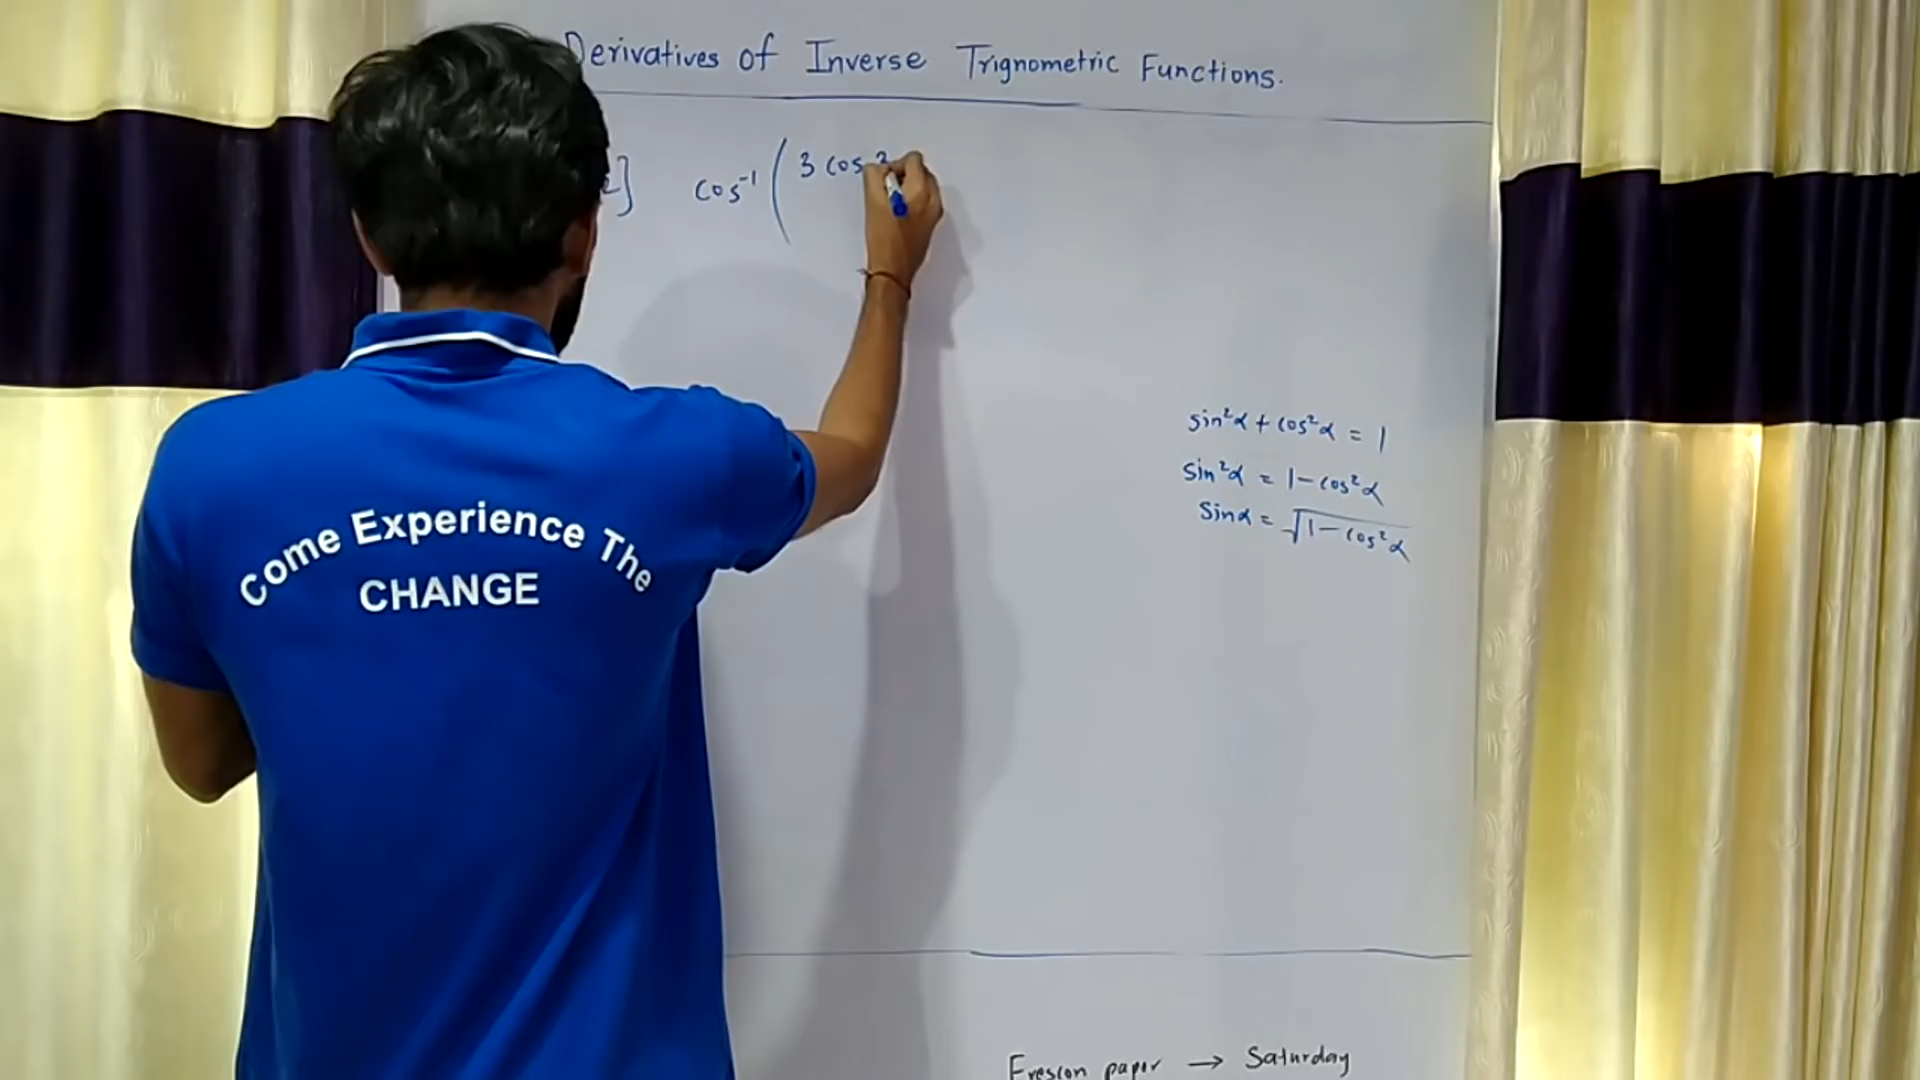 Derivatives of Inverse Trignometric Functions.
2] cos⁻¹ ( 3 cos
sin²α + cos²α = 1
sin²α = 1 - cos²α
Sinα = √1 - cos²α
Come Experience The
CHANGE
paper → Saturday